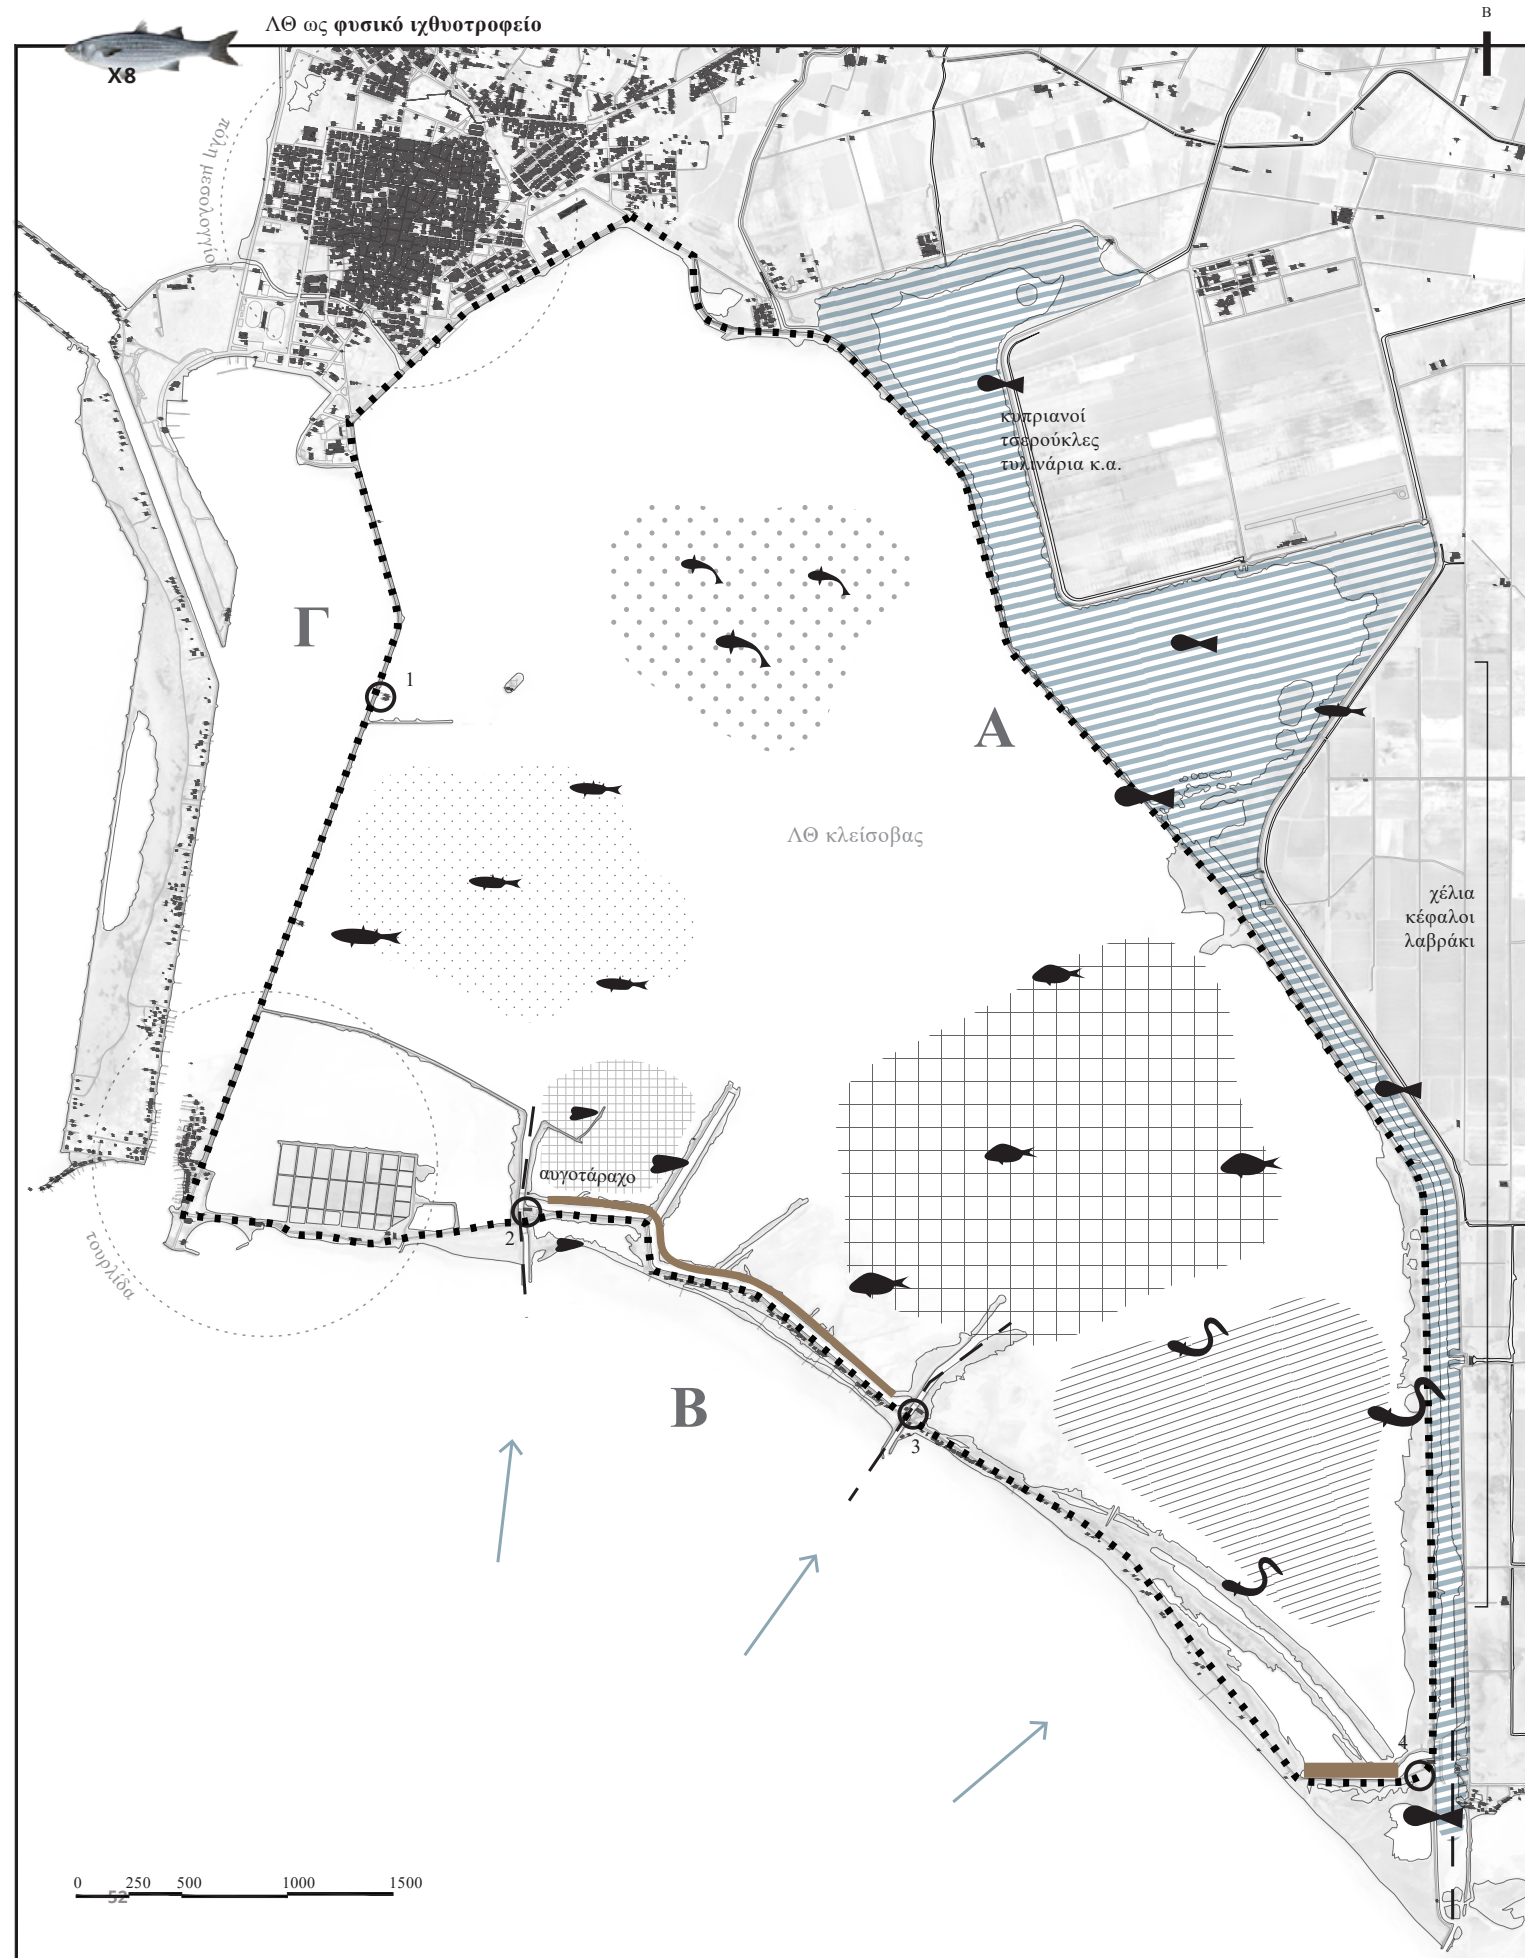 ΛΘ ως φυσικό ιχθυοτροφείο
B
X8
πόλη μεσολογγίου
κυπριανοί
τσερούκλες
τυλινάρια κ.α.
Γ
1
Α
ΛΘ κλείσοβας
χέλια
κέφαλοι
λαβράκι
αυγοτάραχο
2
τουρλίδα
Β
3
4
0 250 500 1000 1500
52